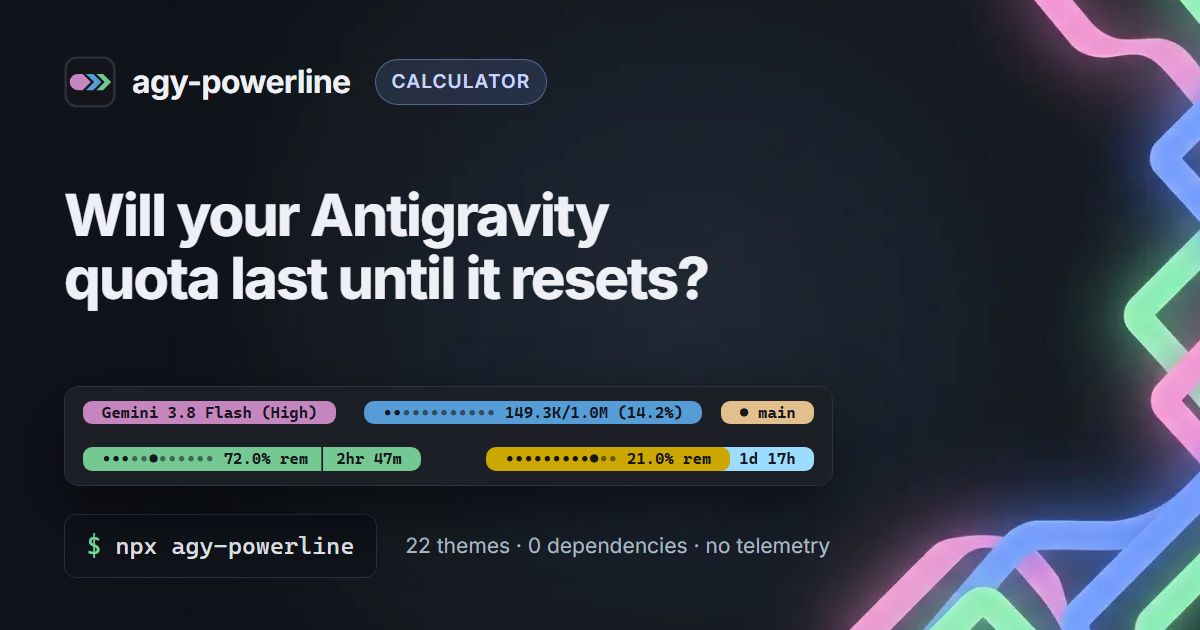 agy-powerline CALCULATOR
Will your Antigravity
quota last until it resets?
Gemini 3.8 Flash (High) 149.3K/1.0M (14.2%) main
72.0% rem 2hr 47m 21.0% rem 1d 17h
$ npx agy-powerline 22 themes · 0 dependencies · no telemetry